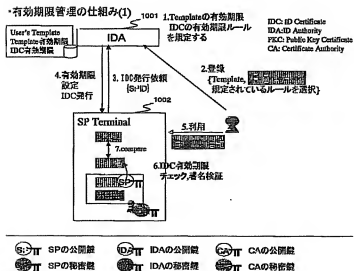 ・有効期限管理の仕組み(1)
1001
IDA
User's Template
Template有効期限
IDC有効期限
1.Templateの有効期限
IDCの有効期限ルール
を規定する
IDC: ID Certificate
IDA:ID Authority
PKC: Public Key Certificate
CA: Certificate Authority
4.有効期限
設定
IDC発行
3. IDC発行依頼
[SPID]
2.登録
{Template,
規定されているルールを選択}
1002
SP Terminal
5.利用
7.compare
6.IDC有効期限
チェック,署名検証
SPの公開鍵
IDAの公開鍵
CAの公開鍵
SPの秘密鍵
IDAの秘密鍵
CAの秘密鍵